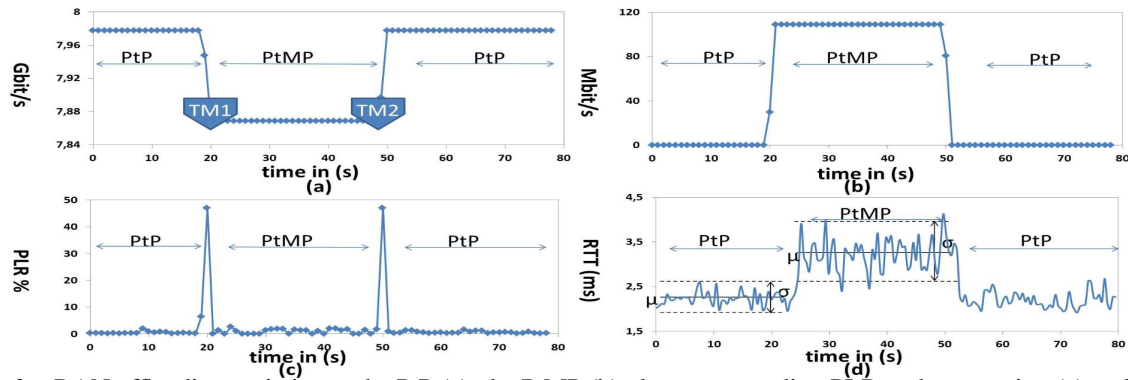 8
7,96
7,92
7,88
7,84
Gbit/s
PtP
PtMP
PtP
TM1
TM2
0 10 20 30 40 50 60 70 80
time in (s)
(a)
120
80
40
0
Mbit/s
PtP
PtMP
PtP
0 10 20 30 40 50 60 70 80
time in (s)
(b)
50
40
30
20
10
0
PLR %
PtP
PtMP
PtP
0 10 20 30 40 50 60 70 80
time in (s)
(c)
4,5
3,5
2,5
1,5
RTT (ms)
PtP
PtMP
PtP
μ
σ
μ
σ
0 10 20 30 40 50 60 70 80
time in (s)
(d)